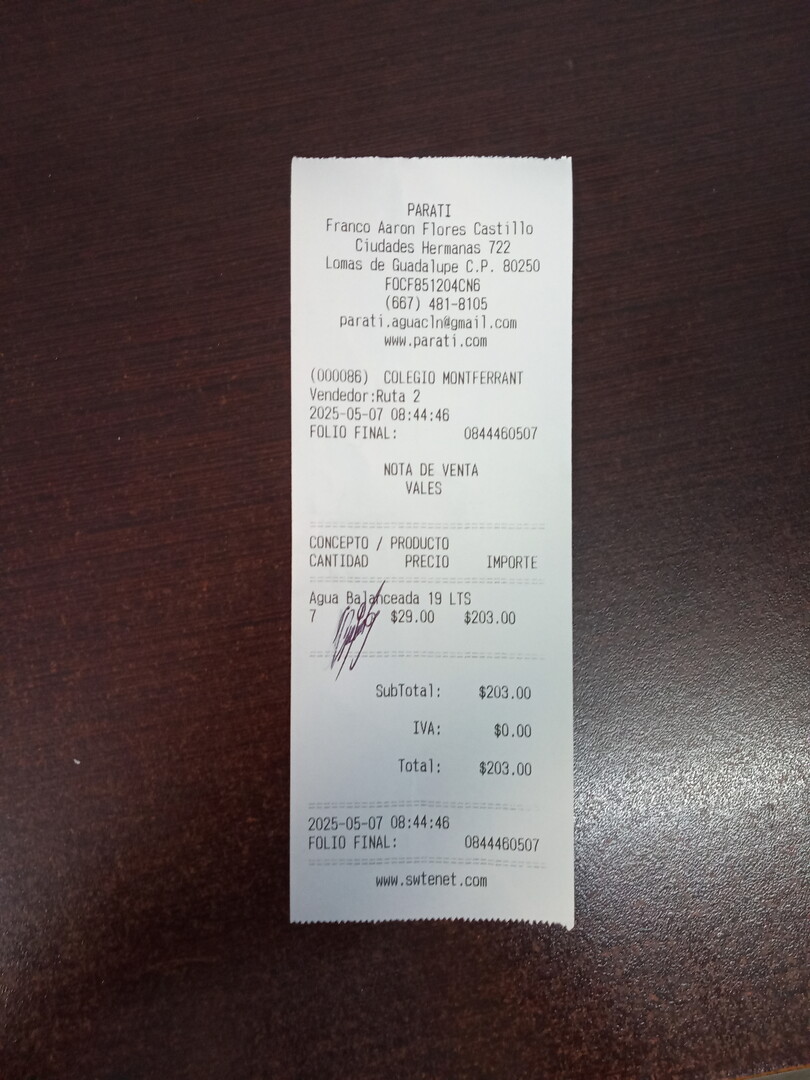 PARATI
Franco Aaron Flores Castillo
Ciudades Hermanas 722
Lomas de Guadalupe C.P. 80250
FOCF851204CN6
(667) 481-8105
parati.aguacln@gmail.com
www.parati.com
(000086) COLEGIO MONTFERRANT
Vendedor:Ruta 2
2025-05-07 08:44:46
FOLIO FINAL: 0844460507
NOTA DE VENTA
VALES
CONCEPTO / PRODUCTO
CANTIDAD PRECIO IMPORTE
Agua Balanceada 19 LTS
7 $29.00 $203.00
SubTotal: $203.00
IVA: $0.00
Total: $203.00
2025-05-07 08:44:46
FOLIO FINAL: 0844460507
www.swtenet.com